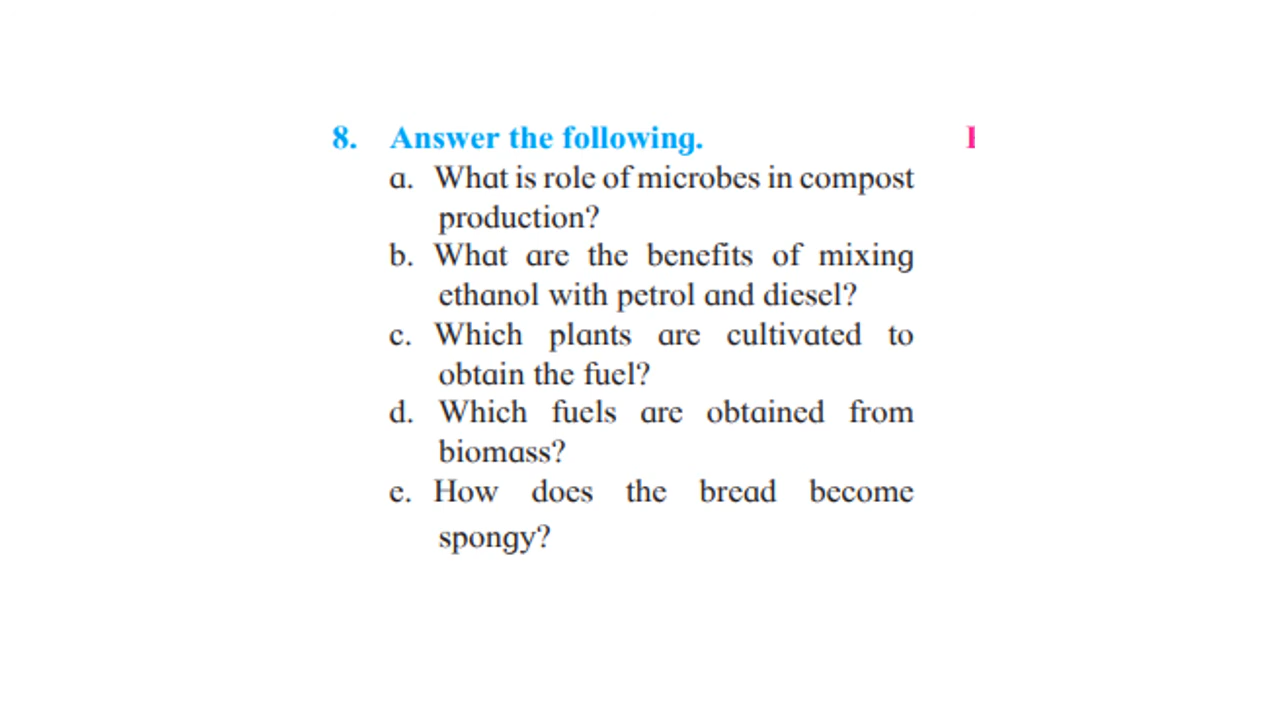 8. Answer the following.
a. What is role of microbes in compost
production?
b. What are the benefits of mixing
ethanol with petrol and diesel?
c. Which plants are cultivated to
obtain the fuel?
d. Which fuels are obtained from
biomass?
e. How does the bread become
spongy?